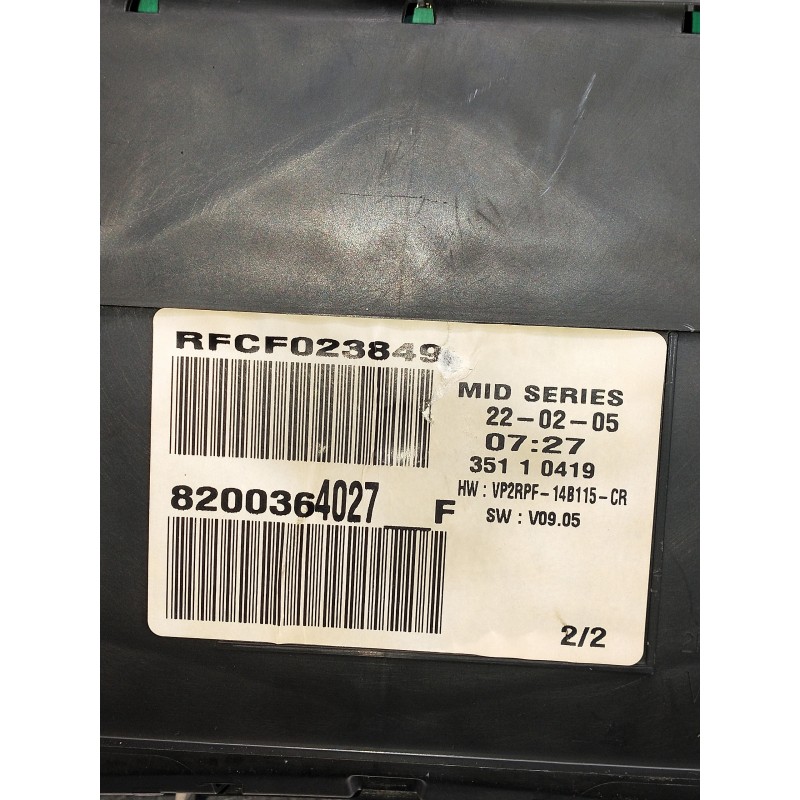 RFCF023849
MID SERIES
22-02-05
07:27
351 1 0419
8200364027__F
HW : VP2RPF-14B115-CR
SW : V09.05
2/2